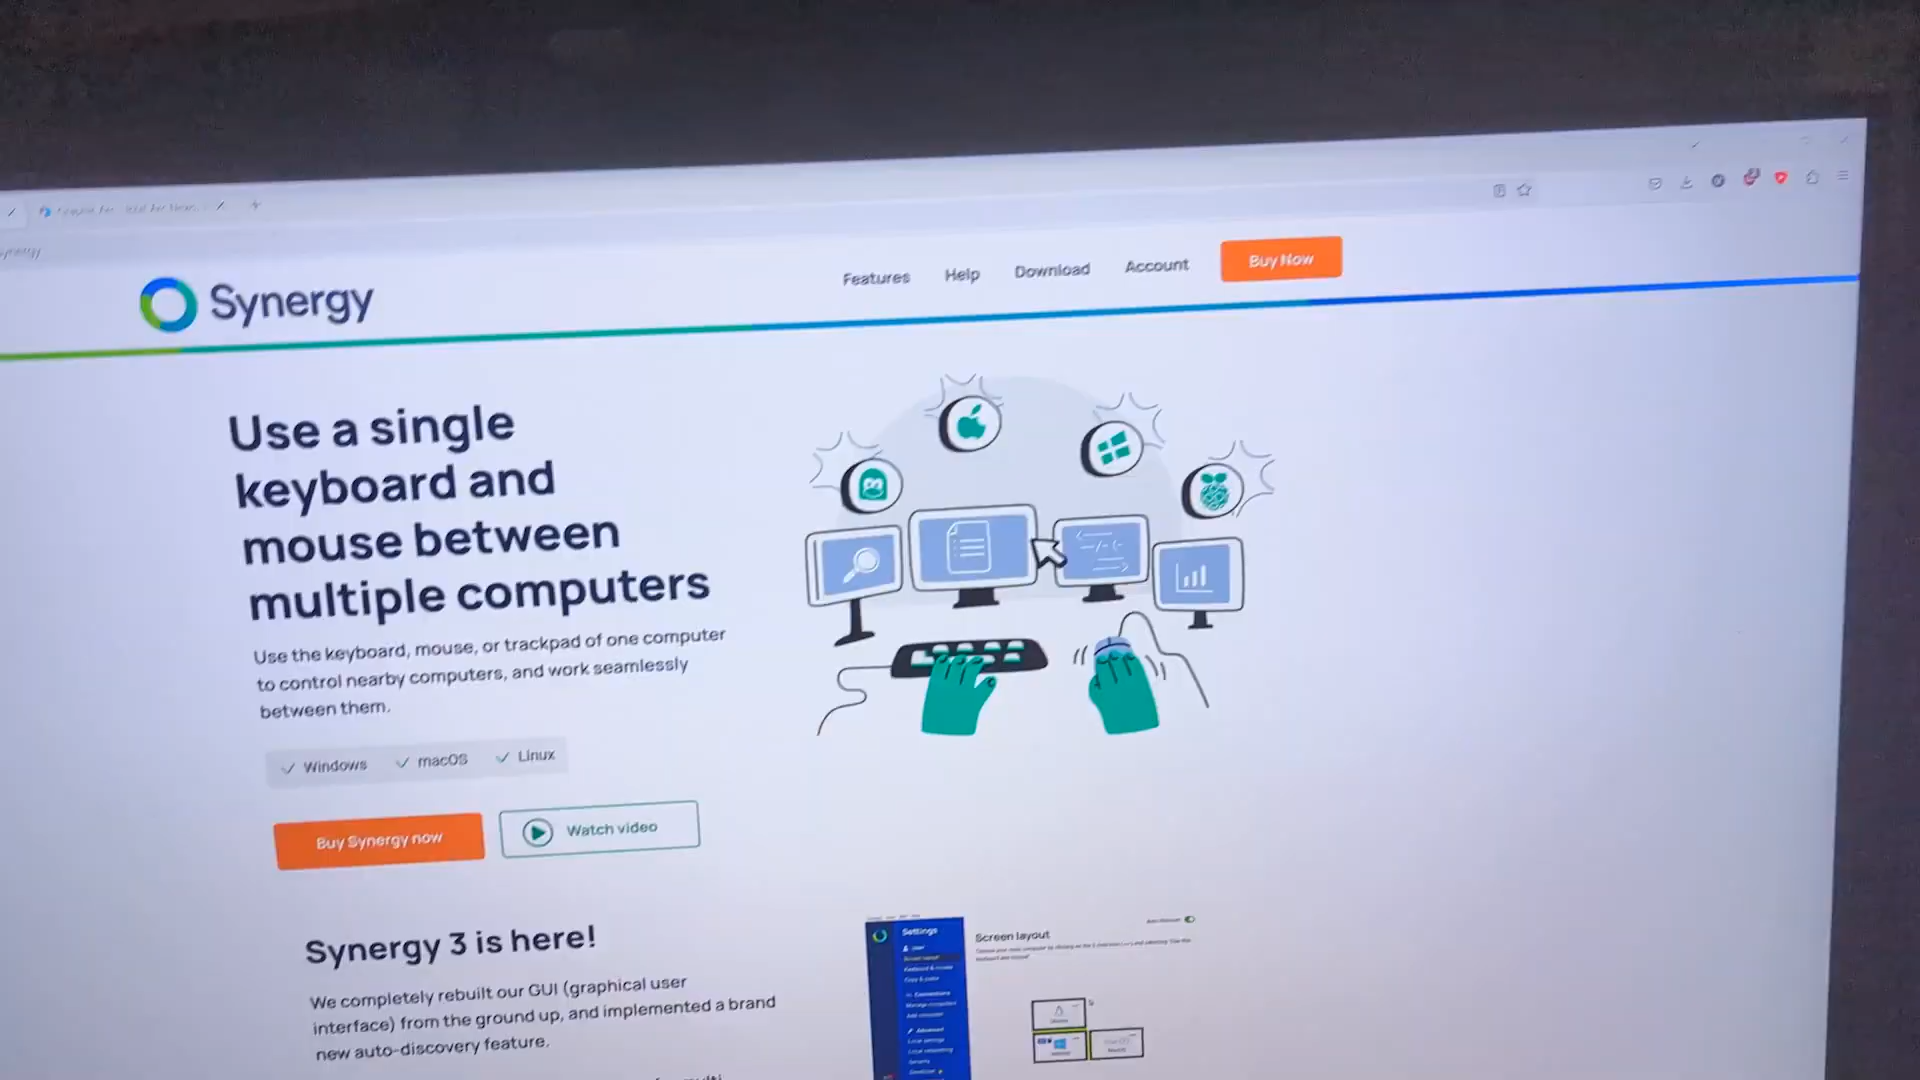 Synergy
Features
Help
Download
Account
Buy Now
Use a single
keyboard and
mouse between
multiple computers
Use the keyboard, mouse, or trackpad of one computer
to control nearby computers, and work seamlessly
between them.
Windows
macOS
Linux
Buy Synergy now
Watch video
Synergy 3 is here!
We completely rebuilt our GUI (graphical user
interface) from the ground up, and implemented a brand
new auto-discovery feature.
Settings
Screen layout